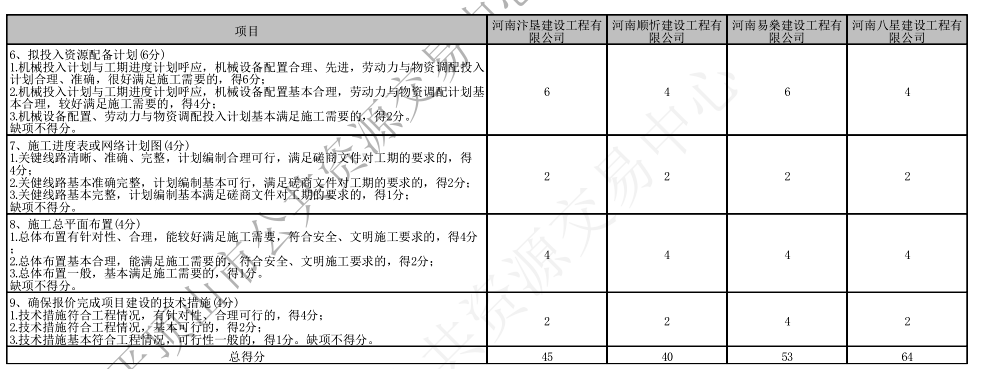 项目
河南汴垦建设工程有
限公司
河南顺忻建设工程有
限公司
河南易燊建设工程有
限公司
河南八星建设工程有
限公司
6、拟投入资源配备计划(6分)
1.机械投入计划与工期进度计划呼应，机械设备配置合理、先进，劳动力与物资调配投入
计划合理、准确，很好满足施工需要的，得6分；
2.机械投入计划与工期进度计划呼应，机械设备配置基本合理，劳动力与物资调配计划基
本合理，较好满足施工需要的，得4分；
3.机械设备配置、劳动力与物资调配投入计划基本满足施工需要的，得2分。
缺项不得分。
6
4
6
4
7、施工进度表或网络计划图(4分)
1.关键线路清晰、准确、完整，计划编制合理可行，满足磋商文件对工期的要求的，得
4分；
2.关健线路基本准确完整，计划编制基本可行，满足磋商文件对工期的要求的，得2分；
3.关健线路基本完整，计划编制基本满足磋商文件对工期的要求的，得1分；
缺项不得分。
2
2
2
2
8、施工总平面布置(4分)
1.总体布置有针对性、合理，能较好满足施工需要，符合安全、文明施工要求的，得4分
；
2.总体布置基本合理，能满足施工需要的，符合安全、文明施工要求的，得2分；
3.总体布置一般，基本满足施工需要的，得1分。
缺项不得分。
4
4
4
4
9、确保报价完成项目建设的技术措施(4分)
1.技术措施符合工程情况，有针对性、合理可行的，得4分；
2.技术措施符合工程情况，基本可行的，得2分；
3.技术措施基本符合工程情况，可行性一般的，得1分。缺项不得分。
2
2
4
2
总得分
45
40
53
64
平顶山市公共资源交易中心
共资源交易中心